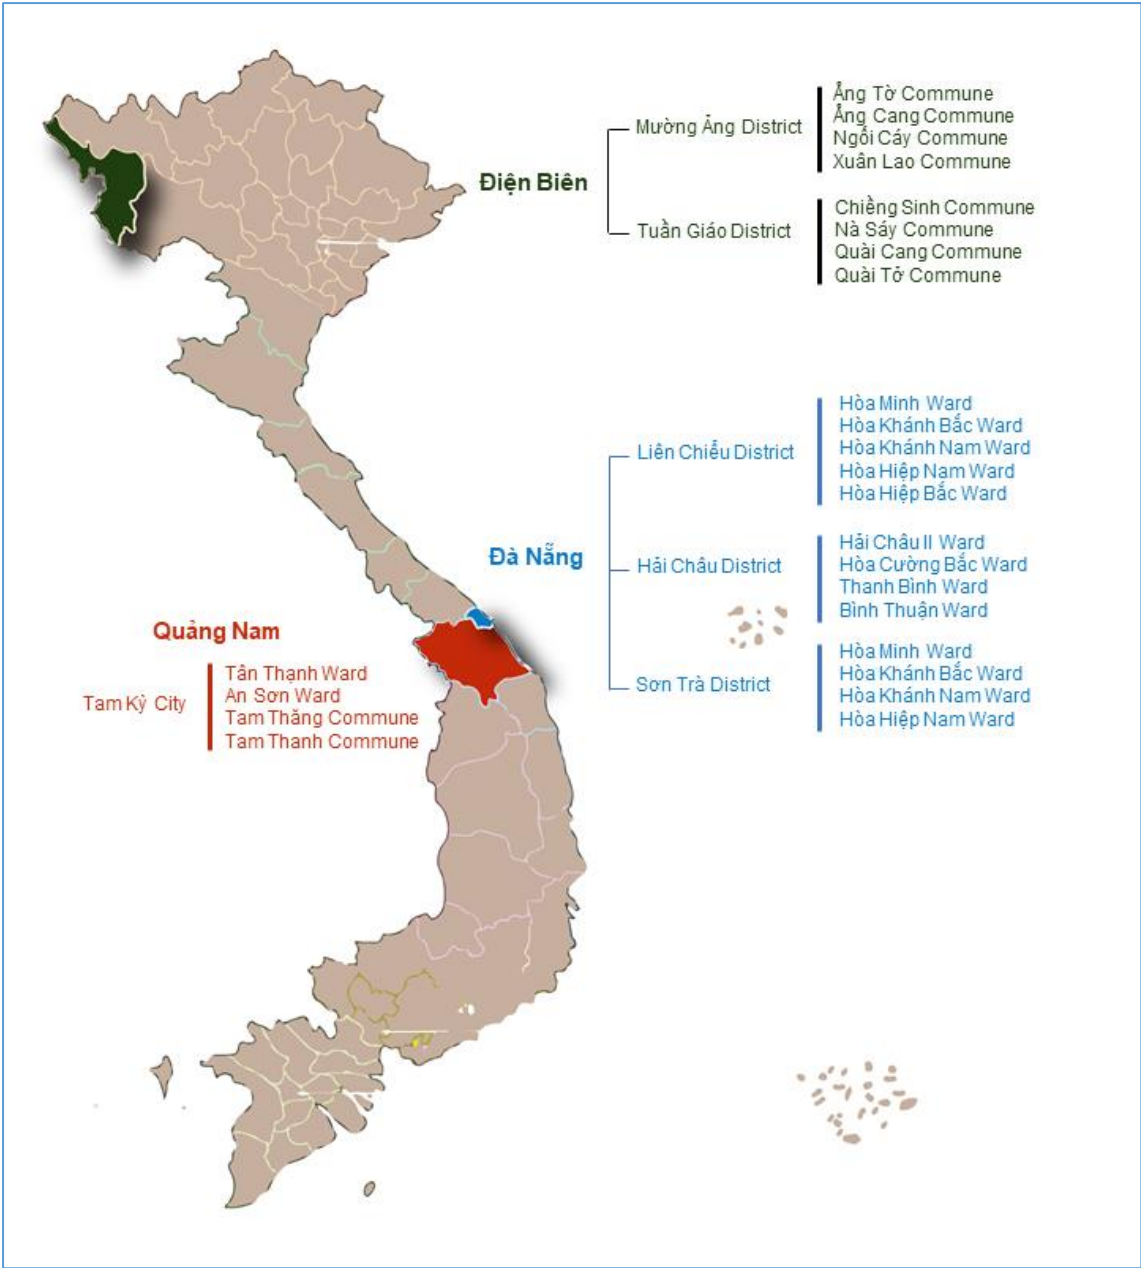 Điện Biên
Mường Ảng District
Ẳng Tờ Commune
Ẳng Cang Commune
Ngối Cáy Commune
Xuân Lao Commune
Tuần Giáo District
Chiềng Sinh Commune
Nà Sáy Commune
Quài Cang Commune
Quài Tở Commune
Đà Nẵng
Liên Chiểu District
Hòa Minh Ward
Hòa Khánh Bắc Ward
Hòa Khánh Nam Ward
Hòa Hiệp Nam Ward
Hòa Hiệp Bắc Ward
Hải Châu District
Hải Châu II Ward
Hòa Cường Bắc Ward
Thanh Bình Ward
Bình Thuận Ward
Sơn Trà District
Hòa Minh Ward
Hòa Khánh Bắc Ward
Hòa Khánh Nam Ward
Hòa Hiệp Nam Ward
Quảng Nam
Tam Kỳ City
Tân Thạnh Ward
An Sơn Ward
Tam Thăng Commune
Tam Thanh Commune